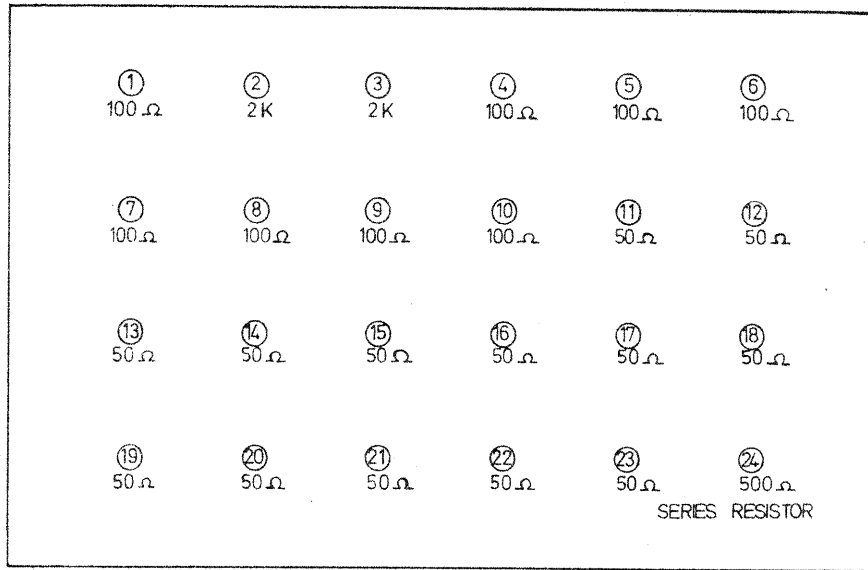 ① ② ③ ④ ⑤ ⑥
100Ω 2K 2K 100Ω 100Ω 100Ω
⑦ ⑧ ⑨ ⑩ ⑪ ⑫
100Ω 100Ω 100Ω 100Ω 50Ω 50Ω
⑬ ⑭ ⑮ ⑯ ⑰ ⑱
50Ω 50Ω 50Ω 50Ω 50Ω 50Ω
⑲ ⑳ ㉑ ㉒ ㉓ ㉔
50Ω 50Ω 50Ω 50Ω 50Ω 500Ω
SERIES RESISTOR